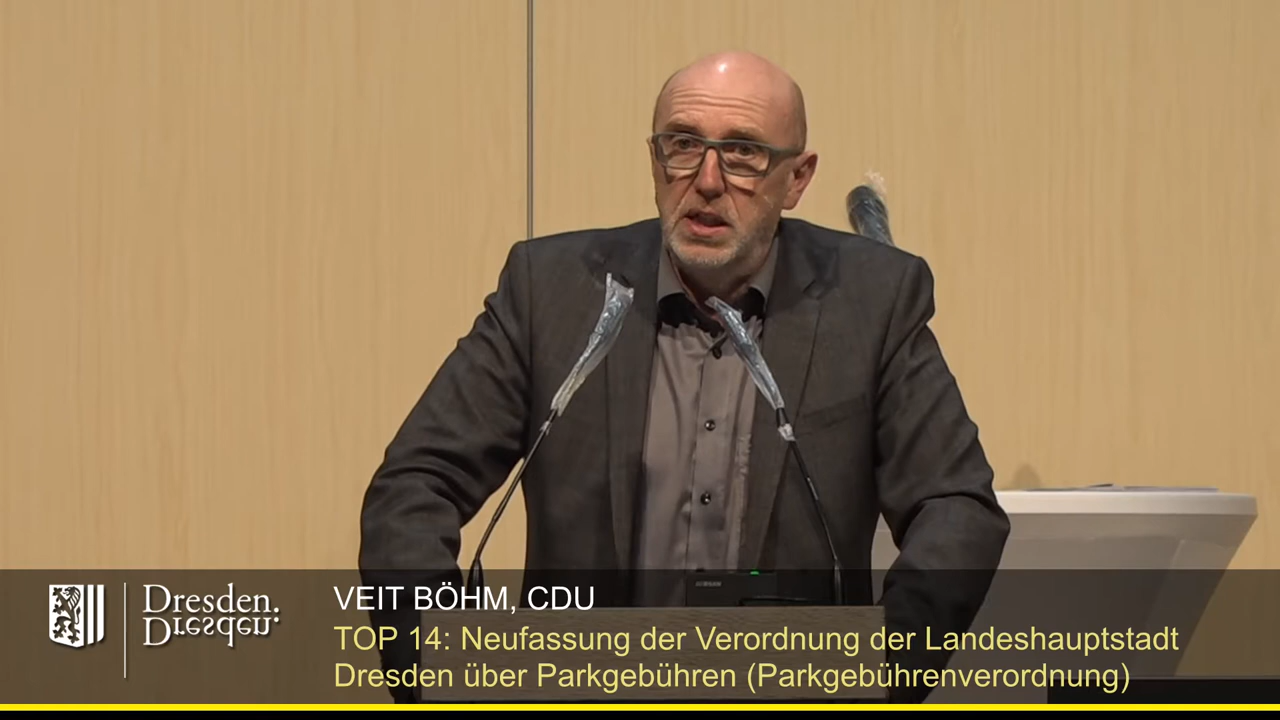 Dresden.
Dresden.
VEIT BÖHM, CDU
TOP 14: Neufassung der Verordnung der Landeshauptstadt
Dresden über Parkgebühren (Parkgebührenverordnung)